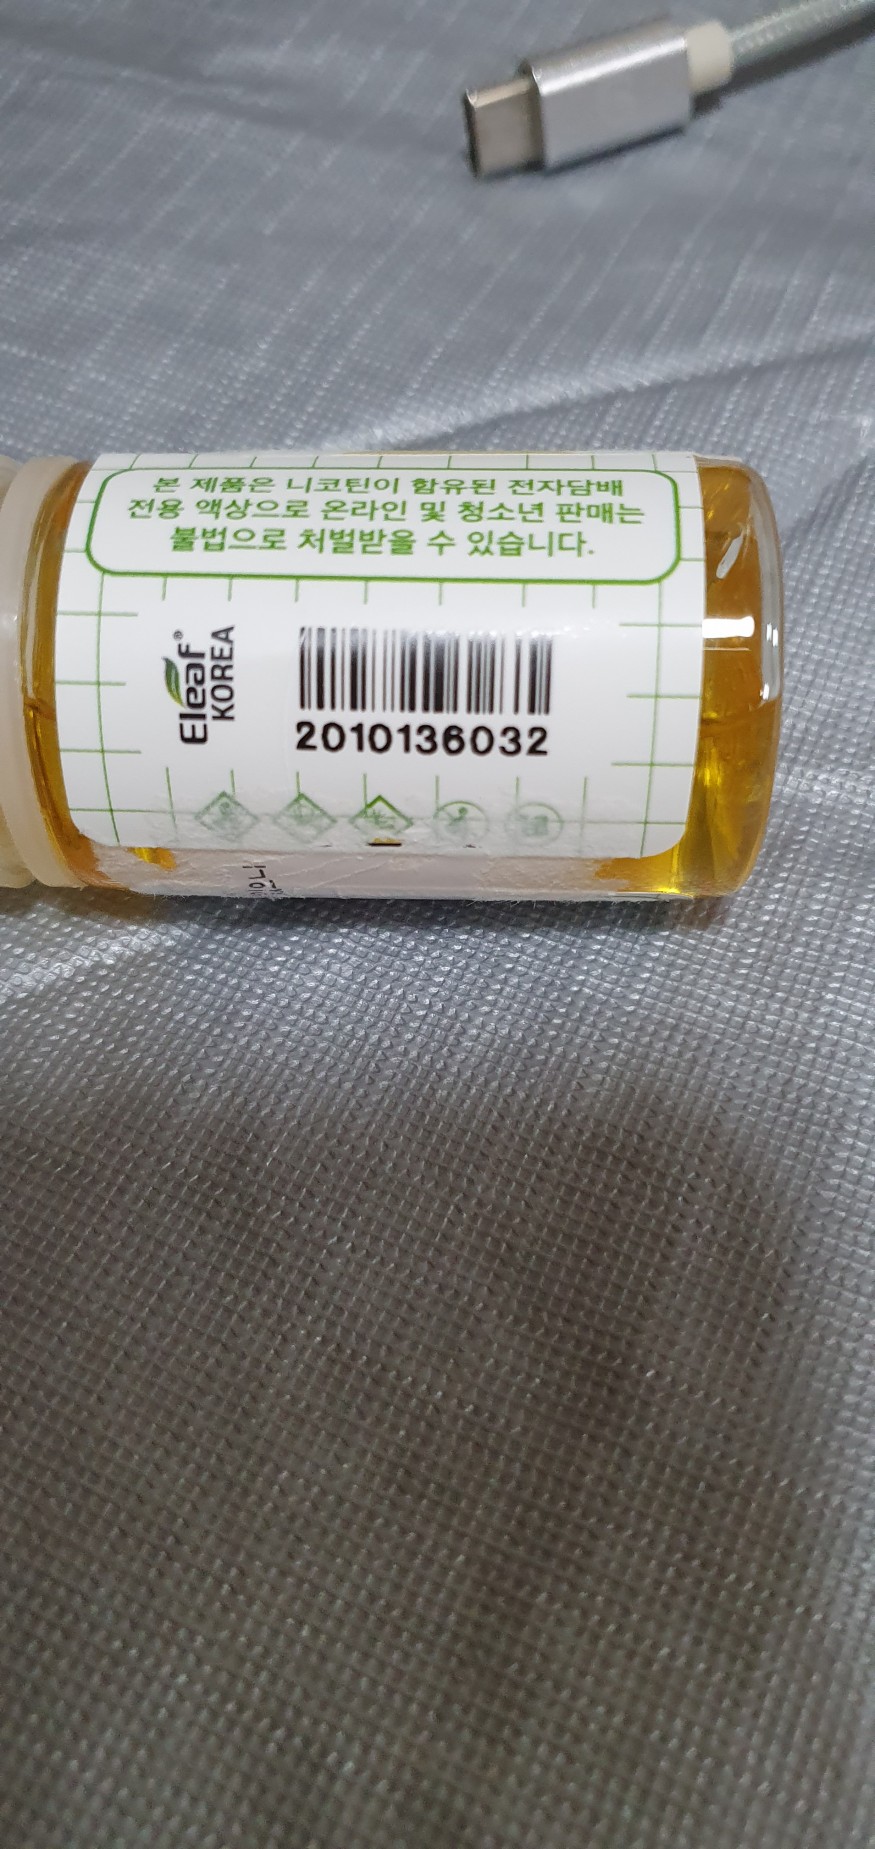 본 제품은 니코틴이 함유된 전자담배
전용 액상으로 온라인 및 청소년 판매는
불법으로 처벌받을 수 있습니다.
Eleaf®
KOREA
2010136032